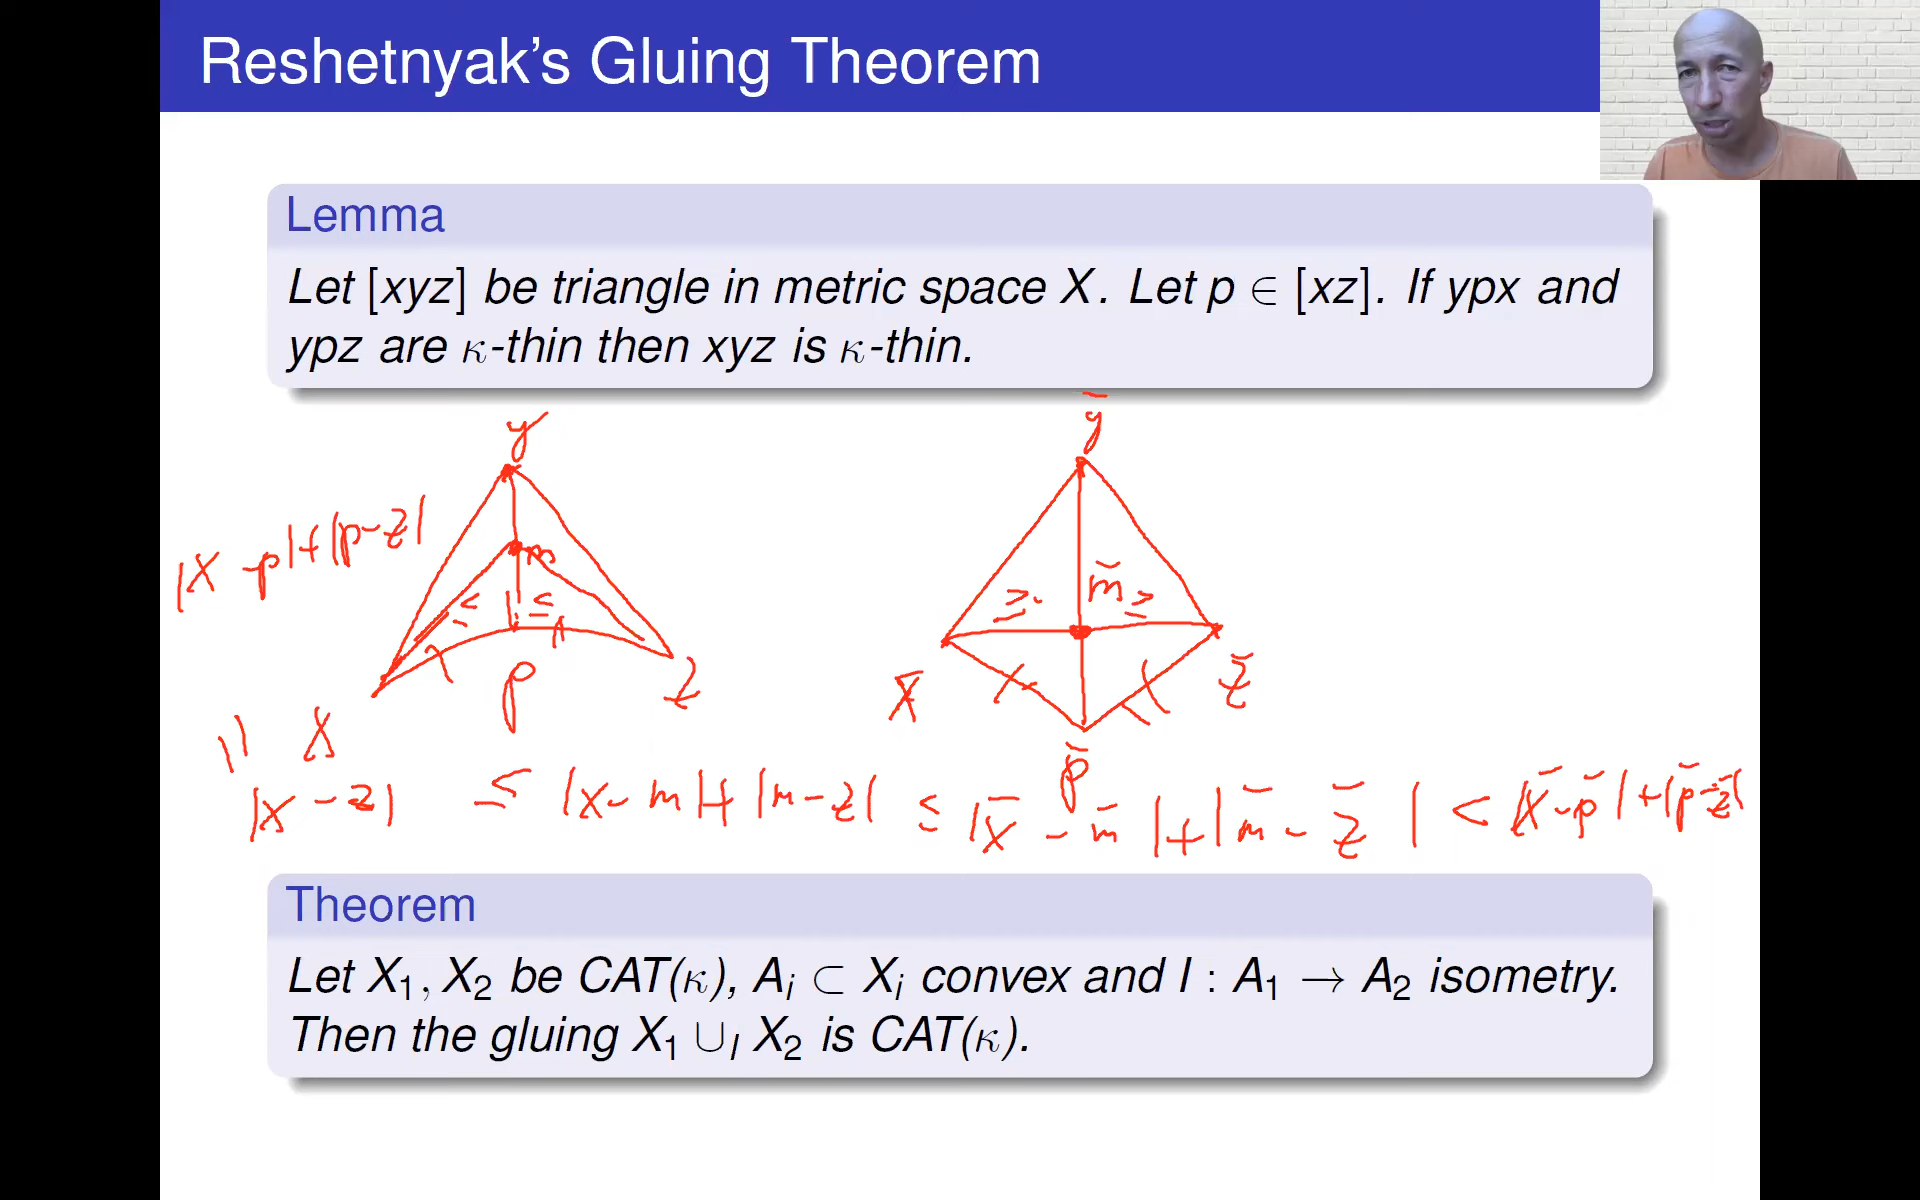 Reshetnyak's Gluing Theorem
Lemma
Let [xyz] be triangle in metric space X. Let p ∈ [xz]. If ypx and
ypz are κ-thin then xyz is κ-thin.
y
ȳ
|x-p|+|p-z|
m
m̄
≤ ≤
≥ ≥
p
z
x̄
z̄
x
p̄
||
|x-z| ≤ |x-m|+|m-z| ≤ |x̄-m̄|+|m̄-z̄| < |x̄-p̄|+|p̄-z̄|
Theorem
Let X₁, X₂ be CAT(κ), Aᵢ ⊂ Xᵢ convex and I : A₁ → A₂ isometry.
Then the gluing X₁ ∪_I X₂ is CAT(κ).